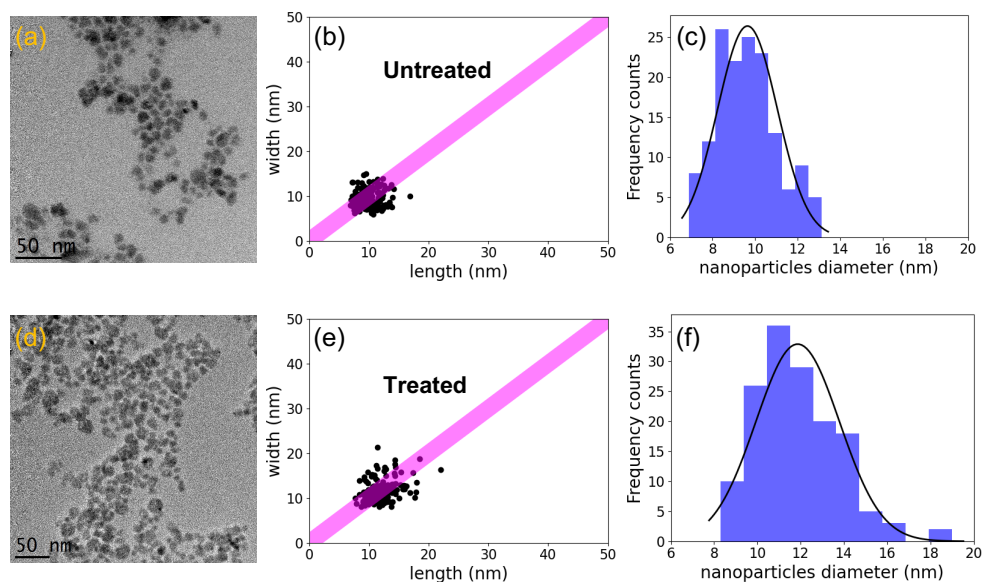 (a)
50 nm
(b)
Untreated
width (nm)
50
40
30
20
10
0
0 10 20 30 40 50
length (nm)
(c)
Frequency counts
25
20
15
10
5
0
6 8 10 12 14 16 18 20
nanoparticles diameter (nm)
(d)
50 nm
(e)
Treated
width (nm)
50
40
30
20
10
0
0 10 20 30 40 50
length (nm)
(f)
Frequency counts
35
30
25
20
15
10
5
0
6 8 10 12 14 16 18 20
nanoparticles diameter (nm)